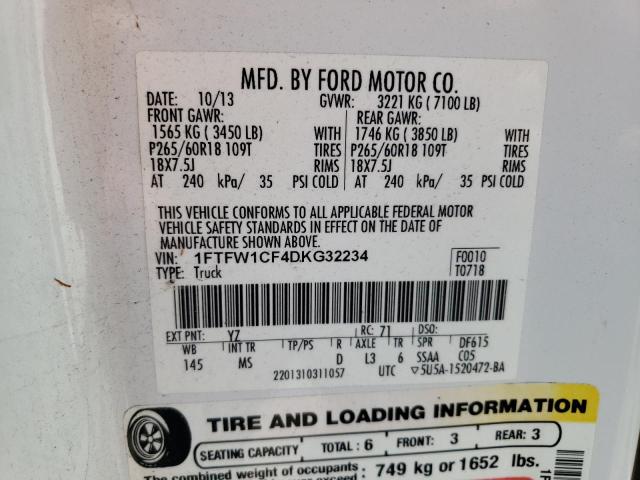 MFD. BY FORD MOTOR CO.
DATE: 10/13 GVWR: 3221 KG ( 7100 LB)
FRONT GAWR: REAR GAWR:
1565 KG ( 3450 LB) WITH 1746 KG ( 3850 LB) WITH
P265/60R18 109T TIRES P265/60R18 109T TIRES
18X7.5J RIMS 18X7.5J RIMS
AT 240 kPa/ 35 PSI COLD AT 240 kPa/ 35 PSI COLD
THIS VEHICLE CONFORMS TO ALL APPLICABLE FEDERAL MOTOR
VEHICLE SAFETY STANDARDS IN EFFECT ON THE DATE OF
MANUFACTURE SHOWN ABOVE.
VIN: 1FTFW1CF4DKG32234 F0010
TYPE: Truck T0718
EXT PNT: YZ RC: 71 DSO:
WB INT TR TP/PS R AXLE TR SPR DF615
145 MS D L3 6 SSAA C05
2201310311057 UTC ▽5U5A-1520472-BA
TIRE AND LOADING INFORMATION
SEATING CAPACITY TOTAL : 6 FRONT: 3 REAR: 3
The combined weight of occupants 749 kg or 1652 lbs.